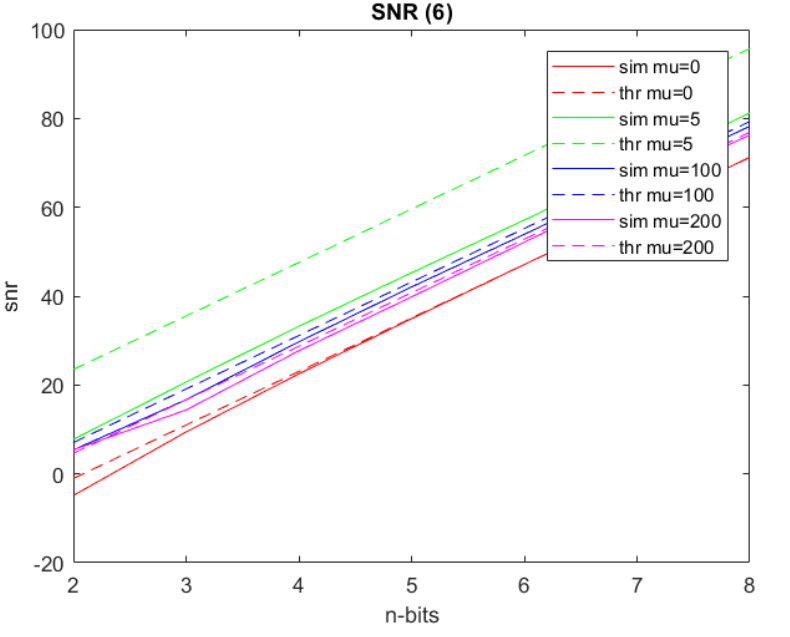 SNR (6)
100
80
60
40
20
0
-20
snr
sim mu=0
thr mu=0
sim mu=5
thr mu=5
sim mu=100
thr mu=100
sim mu=200
thr mu=200
2 3 4 5 6 7 8
n-bits